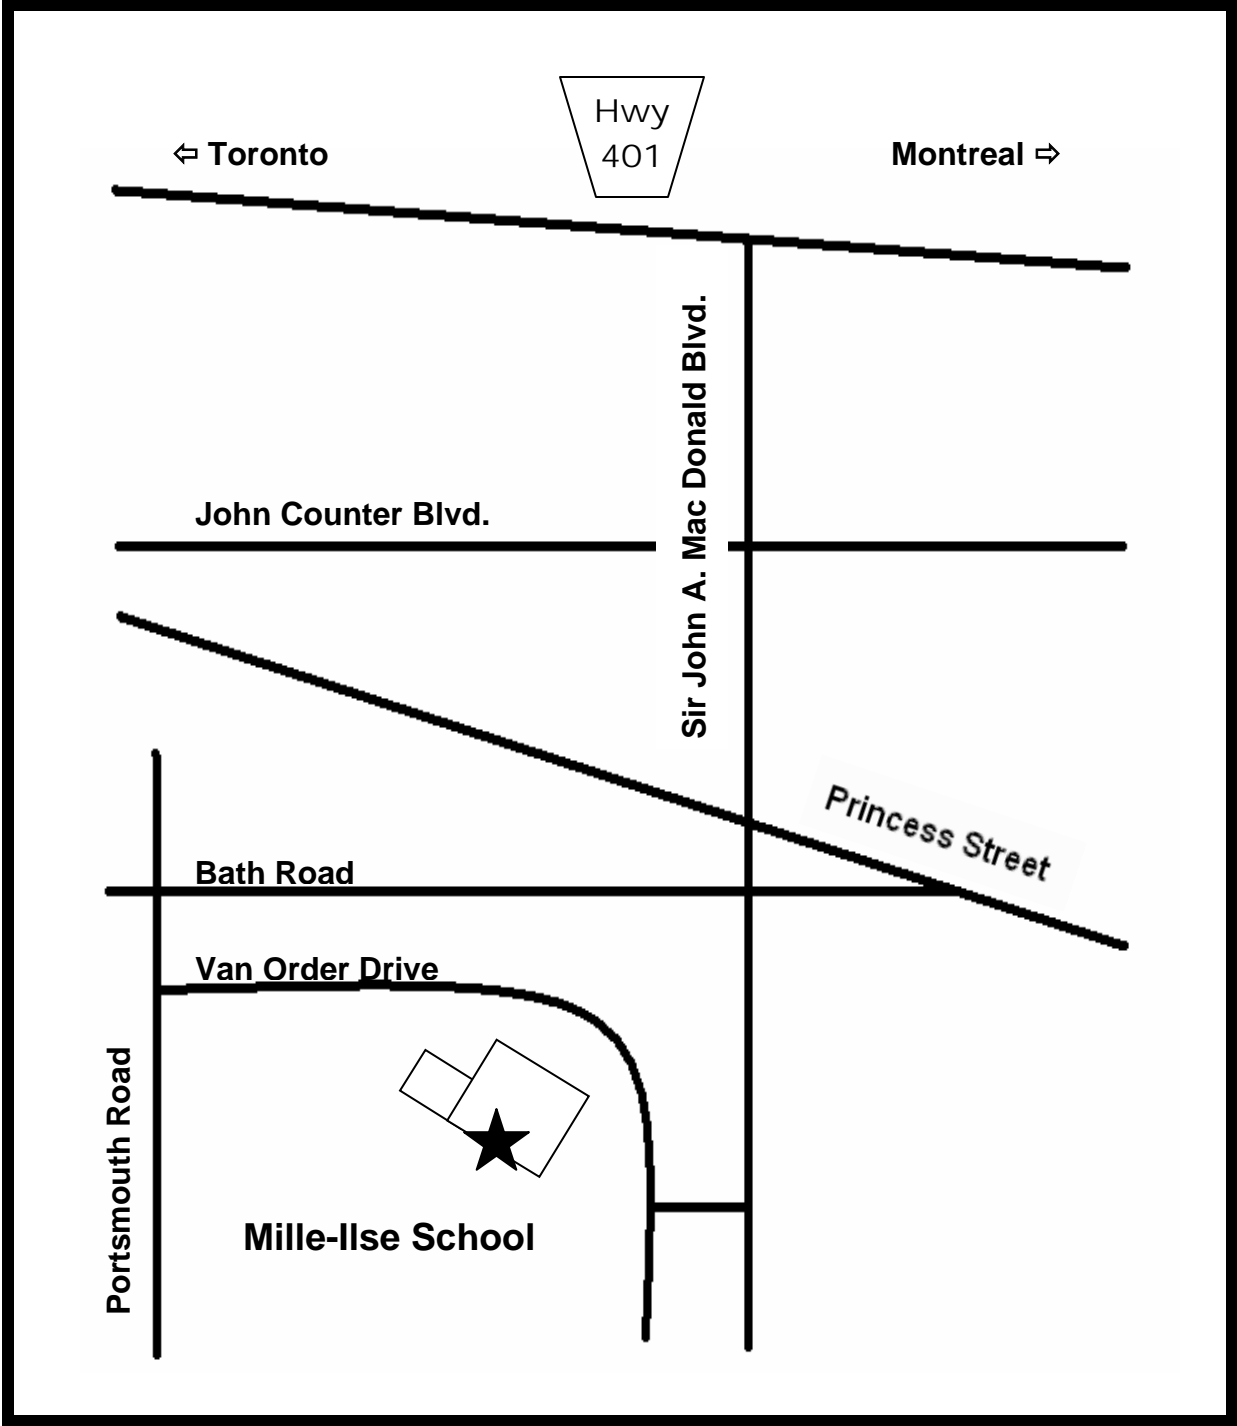 Hwy
401
⇦ Toronto
Montreal ⇨
Sir John A. Mac Donald Blvd.
John Counter Blvd.
Princess Street
Bath Road
Van Order Drive
Portsmouth Road
Mille-Ilse School